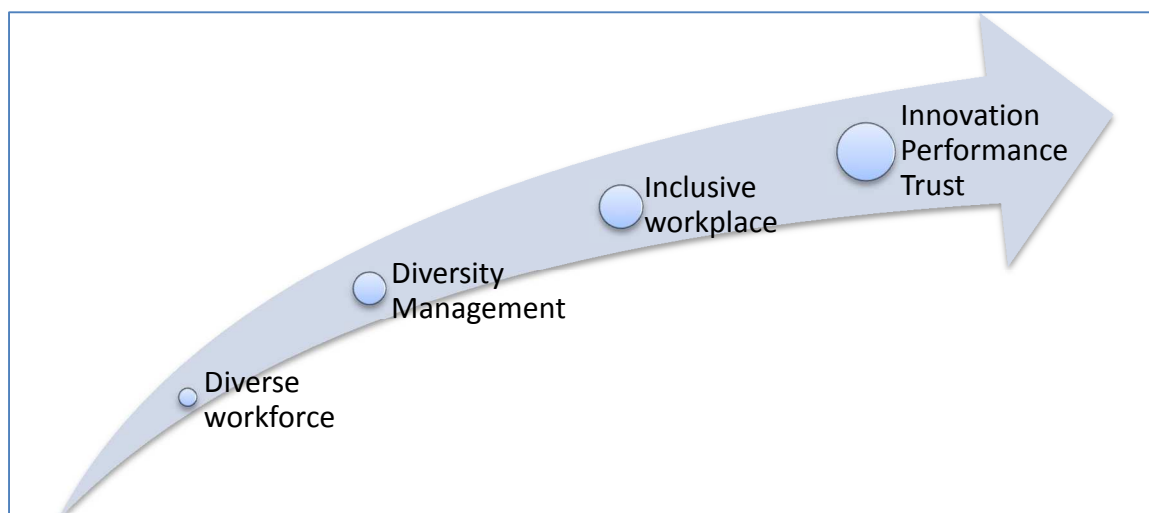 Innovation
Performance
Trust
Inclusive
workplace
Diversity
Management
Diverse
workforce